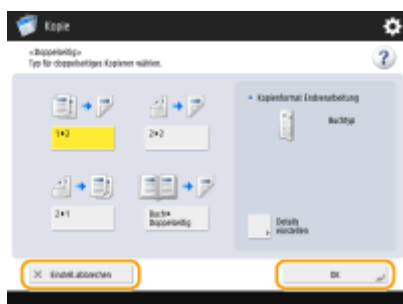 Kopie
<Doppelseitig>
Typ für doppelseitiges Kopieren wählen.
1▸2
2▸2
2▸1
Buch▸
Doppelseitig
▪ Kopienformat Endverarbeitung
Buchtyp
Details
einstellen
× Einstell.abbrechen
OK